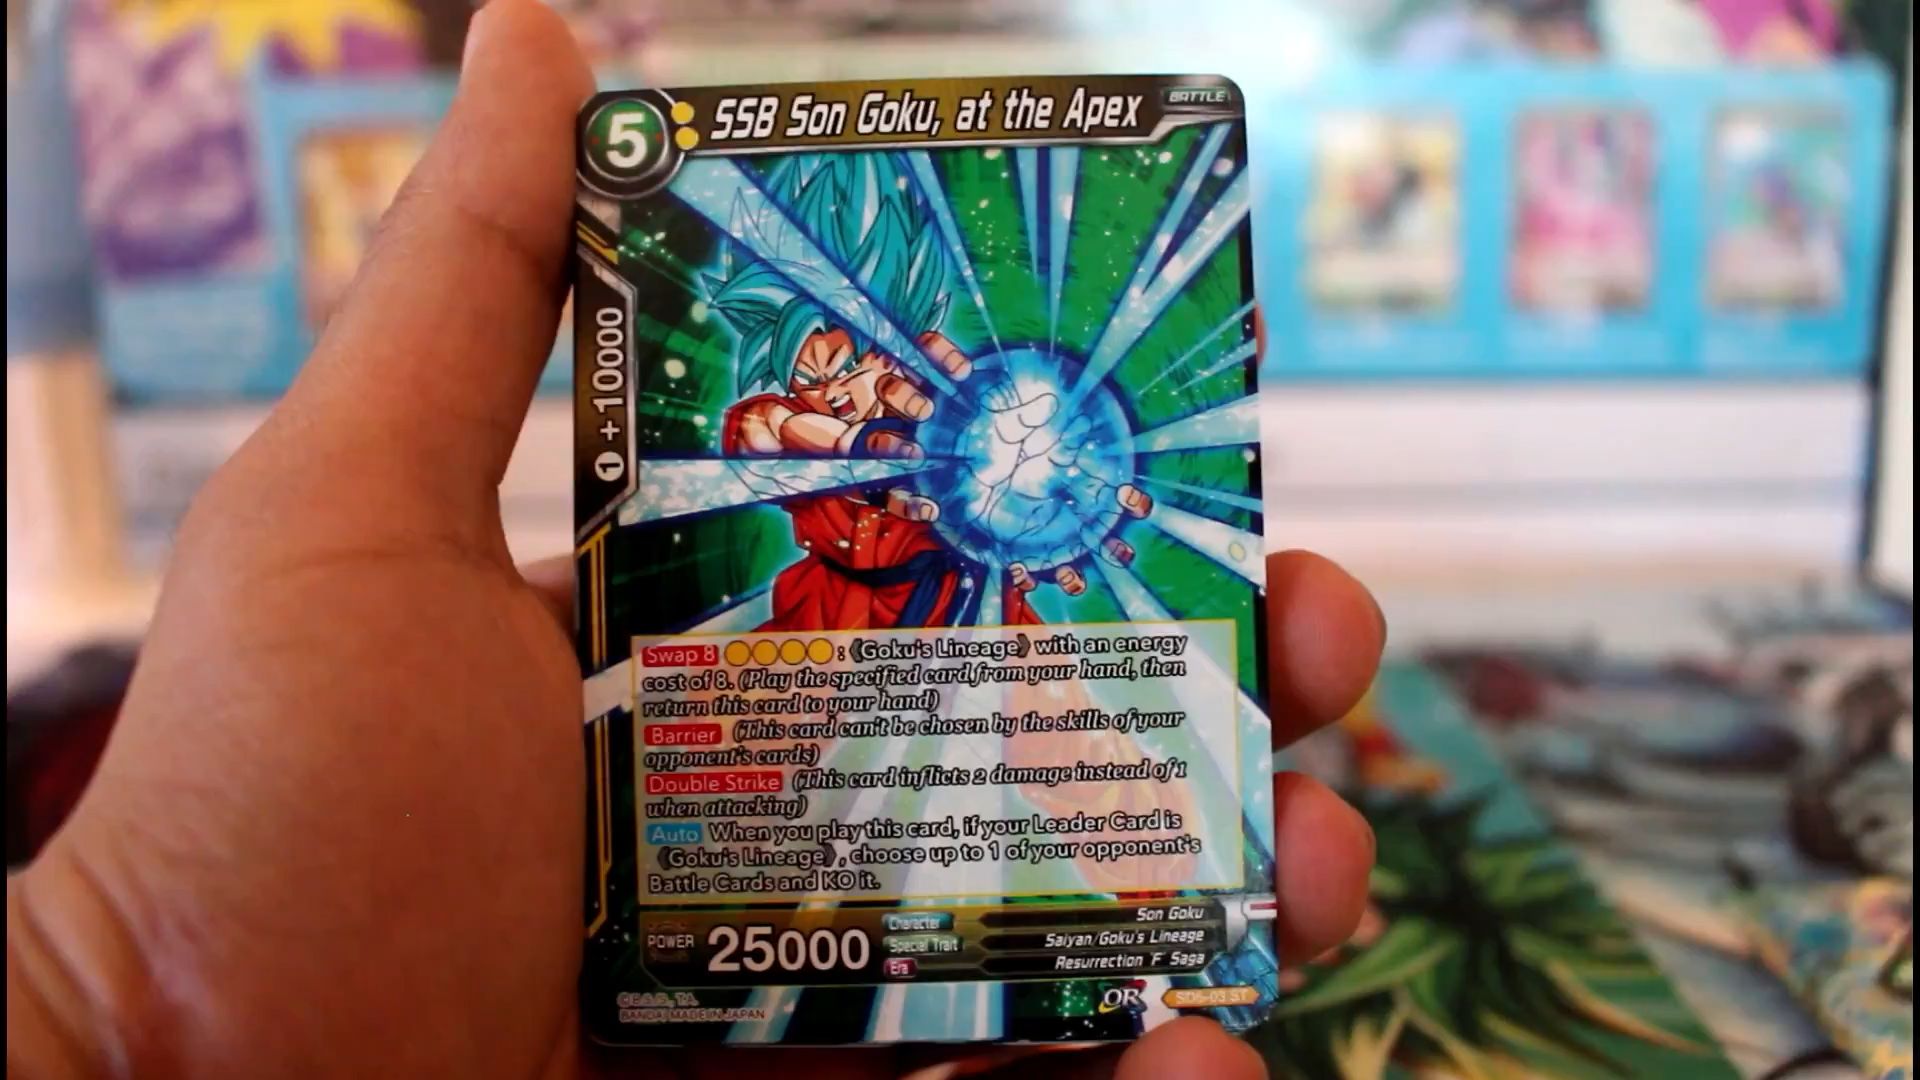 5
SSB Son Goku, at the Apex
BATTLE
1 +10000
Swap 8 : 《Goku's Lineage》 with an energy
cost of 8. (Play the specified card from your hand, then
return this card to your hand)
Barrier (This card can't be chosen by the skills of your
opponent's cards)
Double Strike (This card inflicts 2 damage instead of 1
when attacking)
Auto When you play this card, if your Leader Card is
《Goku's Lineage》, choose up to 1 of your opponent's
Battle Cards and KO it.
POWER 25000
Character Son Goku
Special Trait Saiyan/Goku's Lineage
Era Resurrection 'F' Saga
©B.S./S., T.A.
BANDAI MADE IN JAPAN
OR
SD5-03 ST